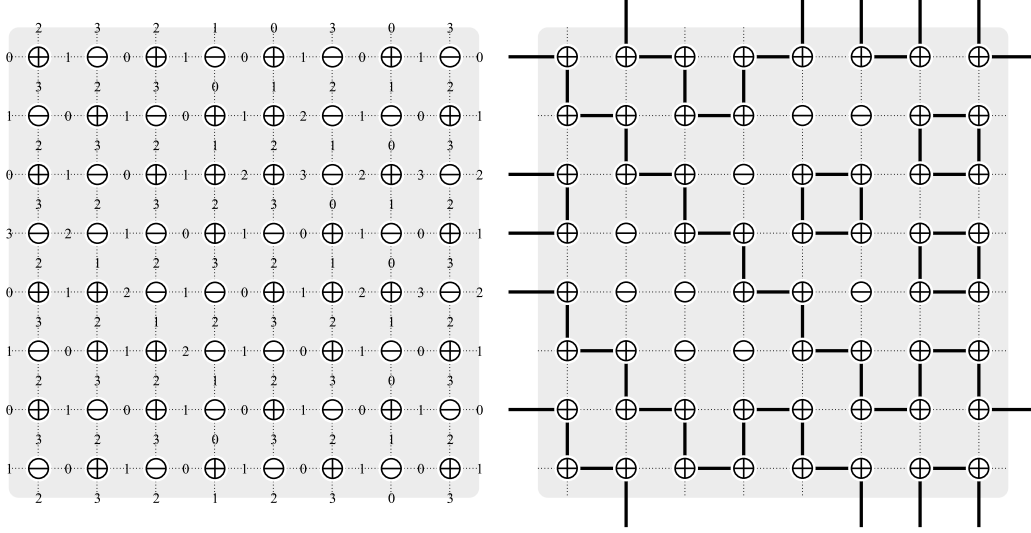 2 3 2 1 0 3 0 3
0 1 0 1 0 1 0 1 0
3 2 3 0 1 2 1 2
1 0 1 0 1 2 1 0 1
2 3 2 1 2 1 0 3
0 1 0 1 2 3 2 3 2
3 2 3 2 3 0 1 2
3 2 1 0 1 0 1 0 1
2 1 2 3 2 1 0 3
0 1 2 1 0 1 2 3 2
3 2 1 2 3 2 1 2
1 0 1 2 1 0 1 0 1
2 3 2 1 2 3 0 3
0 1 0 1 0 1 0 1 0
3 2 3 0 3 2 1 2
1 0 1 0 1 0 1 0 1
2 3 2 1 2 3 0 3